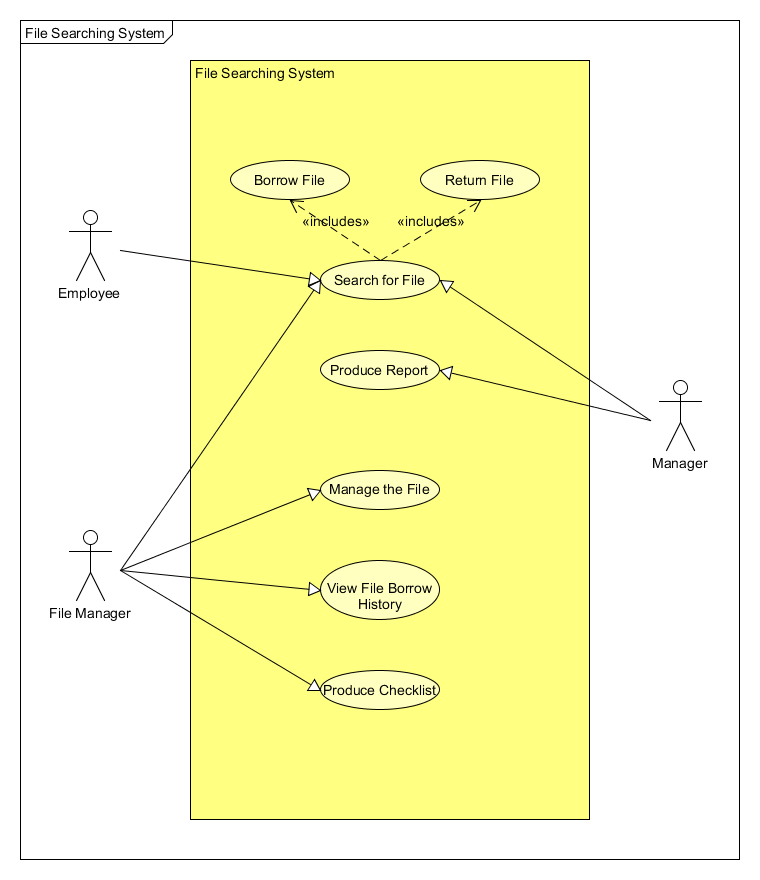 File Searching System
File Searching System
Borrow File
Return File
«includes»
«includes»
Employee
Search for File
Produce Report
Manager
Manage the File
File Manager
View File Borrow
History
Produce Checklist